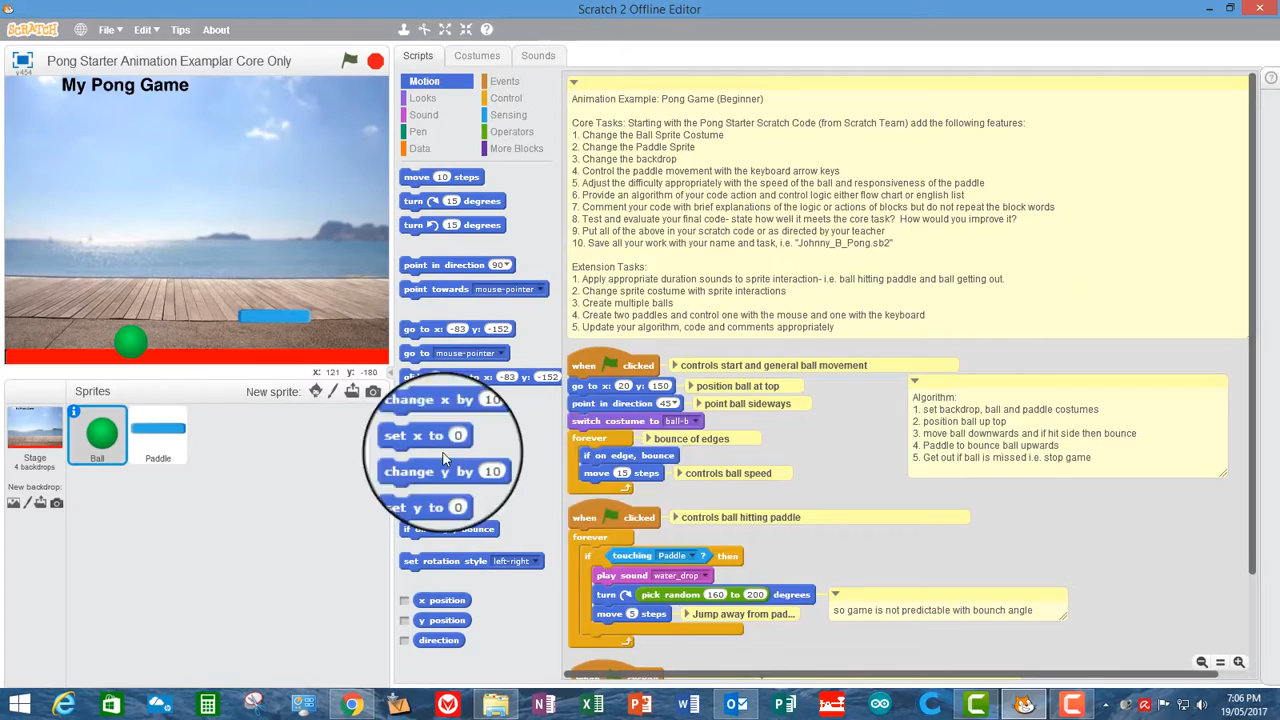 Scratch 2 Offline Editor
SCRATCH File Edit Tips About
Pong Starter Animation Examplar Core Only
y454
My Pong Game
x: 121 y: -180
Sprites New sprite:
Stage
4 backdrops
New backdrop:
Ball
Paddle
Scripts Costumes Sounds
Motion Events
Looks Control
Sound Sensing
Pen Operators
Data More Blocks
move 10 steps
turn 15 degrees
turn 15 degrees
point in direction 90
point towards mouse-pointer
go to x: -83 y: -152
go to mouse-pointer
x: -83 y: -152
change x by 10
set x to 0
change y by 10
set y to 0
if on edge, bounce
set rotation style left-right
x position
y position
direction
Animation Example: Pong Game (Beginner)
Core Tasks: Starting with the Pong Starter Scratch Code (from Scratch Team) add the following features:
1. Change the Ball Sprite Costume
2. Change the Paddle Sprite
3. Change the backdrop
4. Control the paddle movement with the keyboard arrow keys
5. Adjust the difficulty appropriately with the speed of the ball and responsiveness of the paddle
6. Provide an algorithm of your code action and control logic either flow chart or english list
7. Comment your code with brief explanations of the logic or actions of blocks but do not repeat the block words
8. Test and evaluate your final code- state how well it meets the core task? How would you improve it?
9. Put all of the above in your scratch code or as directed by your teacher
10. Save all your work with your name and task, i.e. "Johnny_B_Pong.sb2"
Extension Tasks:
1. Apply appropriate duration sounds to sprite interaction- i.e. ball hitting paddle and ball getting out.
2. Change sprite costume with sprite interactions
3. Create multiple balls
4. Create two paddles and control one with the mouse and one with the keyboard
5. Update your algorithm, code and comments appropriately
when clicked controls start and general ball movement
go to x: 20 y: 150 position ball at top
point in direction 45 point ball sideways
switch costume to ball-b
forever bounce of edges
if on edge, bounce
move 15 steps controls ball speed
Algorithm:
1. set backdrop, ball and paddle costumes
2. position ball up top
3. move ball downwards and if hit side then bounce
4. Paddle to bounce ball upwards
5. Get out if ball is missed i.e. stop game
when clicked controls ball hitting paddle
forever
if touching Paddle ? then
play sound water_drop
turn pick random 160 to 200 degrees
move 5 steps Jump away from pad...
so game is not predictable with bounch angle
7:06 PM
19/05/2017